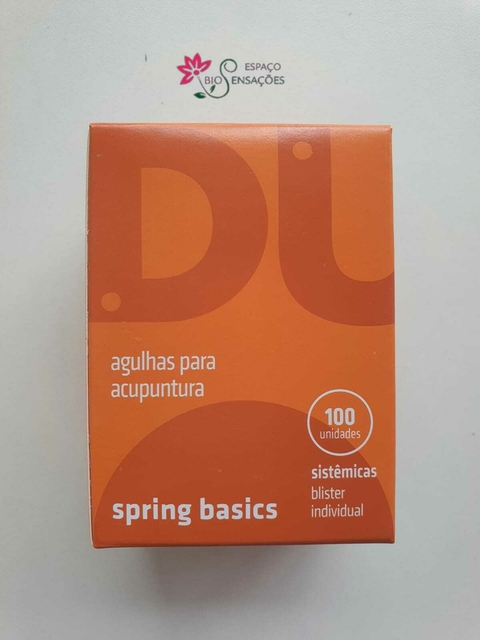 ESPAÇO
BIO SENSAÇÕES
DU
agulhas para
acupuntura
100
unidades
sistêmicas
blister
individual
spring basics